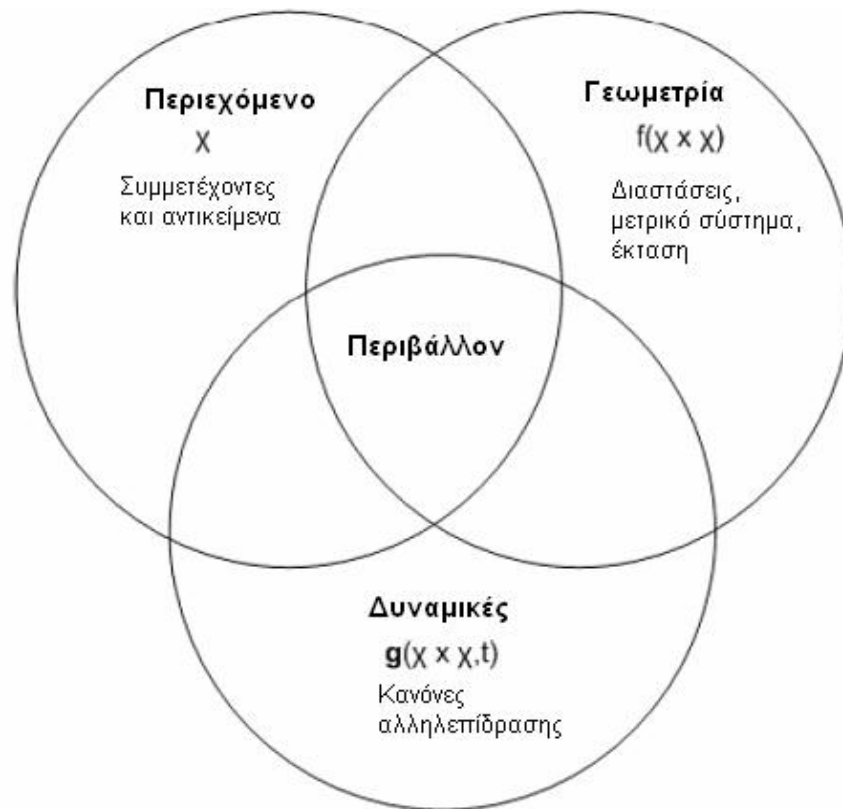 Περιεχόμενο
χ
Συμμετέχοντες
και αντικείμενα
Γεωμετρία
f(χ × χ)
Διαστάσεις,
μετρικό σύστημα,
έκταση
Περιβάλλον
Δυναμικές
g(χ × χ,t)
Κανόνες
αλληλεπίδρασης